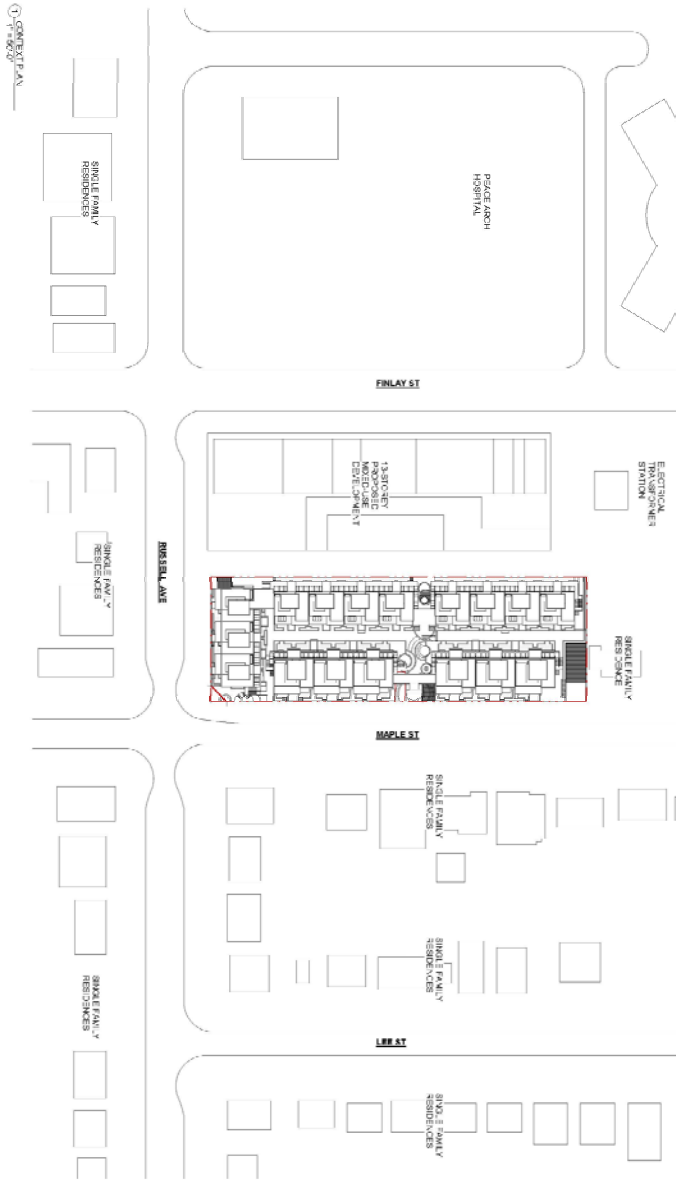 1 CONTEXT PLAN
1" = 50'-0"
SINGLE FAMILY
RESIDENCES
PEACE ARCH
HOSPITAL
FINLAY ST
13-STOREY
PROPOSED
MIXED-USE
DEVELOPMENT
ELECTRICAL
TRANSFORMER
STATION
RUSSELL AVE
SINGLE FAMILY
RESIDENCES
SINGLE FAMILY
RESIDENCE
MAPLE ST
SINGLE FAMILY
RESIDENCES
SINGLE FAMILY
RESIDENCES
SINGLE FAMILY
RESIDENCES
LEE ST
SINGLE FAMILY
RESIDENCES